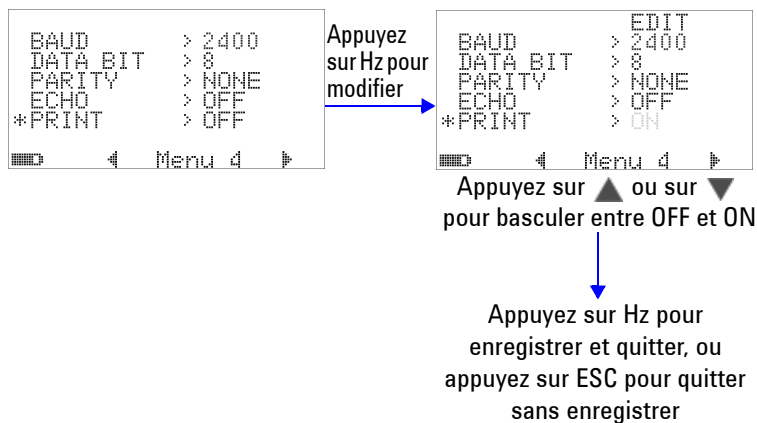 BAUD > 2400
DATA BIT > 8
PARITY > NONE
ECHO > OFF
*PRINT > OFF
Menu 4
Appuyez
sur Hz pour
modifier
EDIT
BAUD > 2400
DATA BIT > 8
PARITY > NONE
ECHO > OFF
*PRINT > ON
Menu 4
Appuyez sur ▲ ou sur ▼
pour basculer entre OFF et ON
Appuyez sur Hz pour
enregistrer et quitter, ou
appuyez sur ESC pour quitter
sans enregistrer